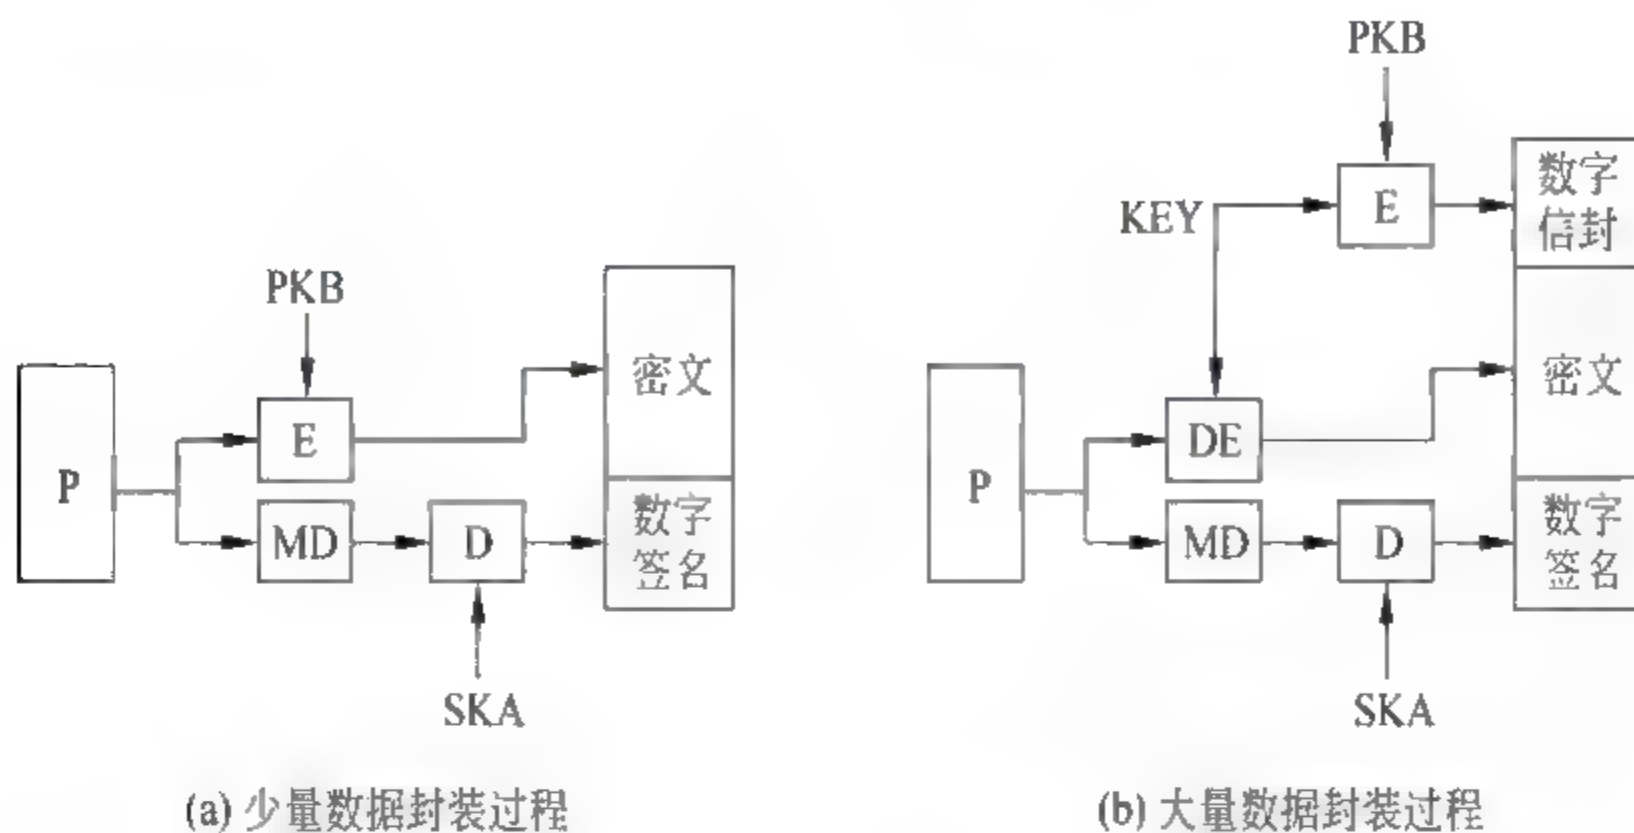 PKB
E
P
MD
D
密文
数字
签名
SKA
(a) 少量数据封装过程
PKB
KEY
E
数字
信封
密文
P
DE
MD
D
数字
签名
SKA
(b) 大量数据封装过程